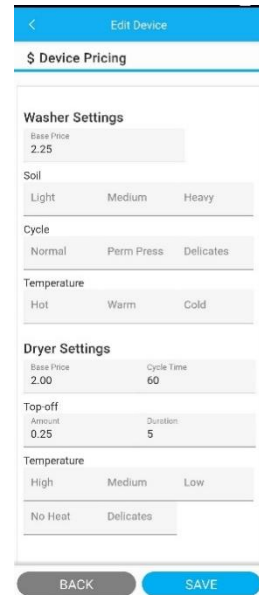 Edit Device
$ Device Pricing
Washer Settings
Base Price
2.25
Soil
Light Medium Heavy
Cycle
Normal Perm Press Delicates
Temperature
Hot Warm Cold
Dryer Settings
Base Price Cycle Time
2.00 60
Top-off
Amount Duration
0.25 5
Temperature
High Medium Low
No Heat Delicates
BACK SAVE